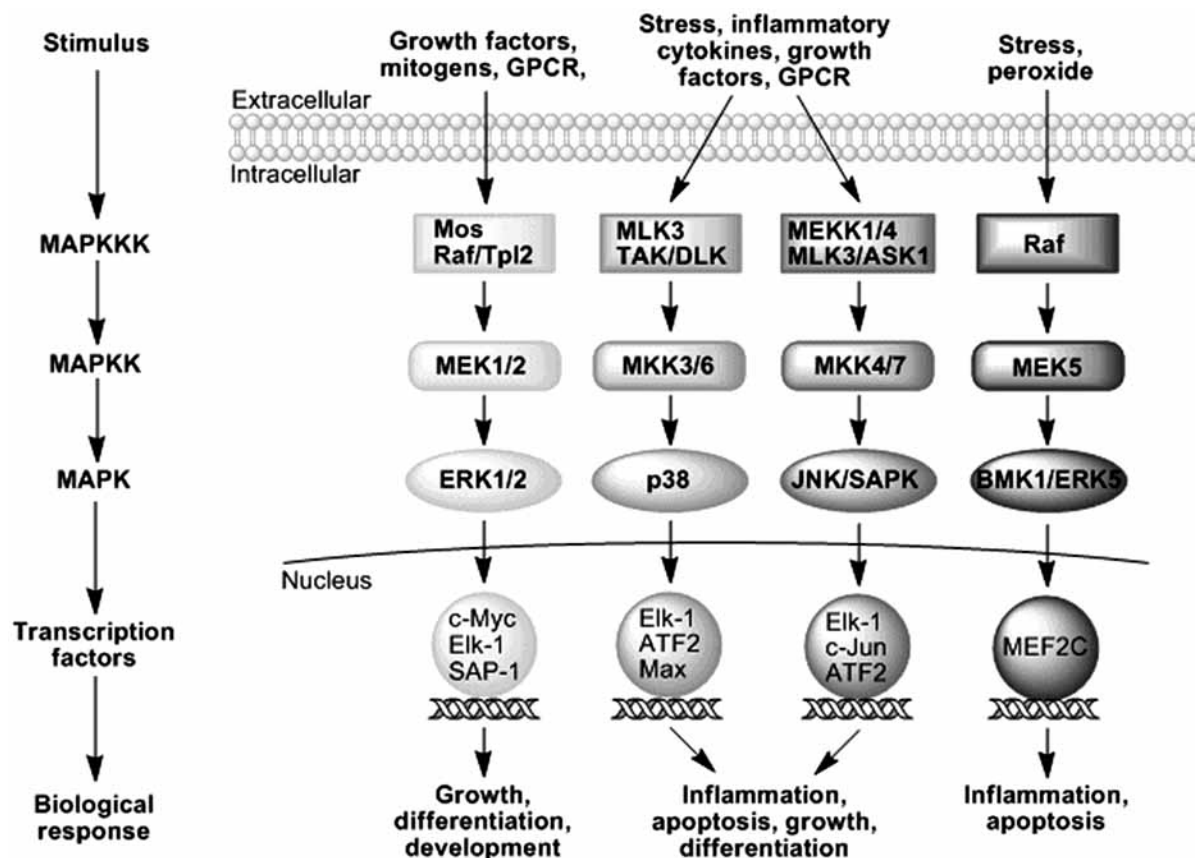 Stimulus
Growth factors,
mitogens, GPCR,
Stress, inflammatory
cytokines, growth
factors, GPCR
Stress,
peroxide
Extracellular
Intracellular
MAPKKK
Mos
Raf/Tpl2
MLK3
TAK/DLK
MEKK1/4
MLK3/ASK1
Raf
MAPKK
MEK1/2
MKK3/6
MKK4/7
MEK5
MAPK
ERK1/2
p38
JNK/SAPK
BMK1/ERK5
Nucleus
Transcription
factors
c-Myc
Elk-1
SAP-1
Elk-1
ATF2
Max
Elk-1
c-Jun
ATF2
MEF2C
Biological
response
Growth,
differentiation,
development
Inflammation,
apoptosis, growth,
differentiation
Inflammation,
apoptosis